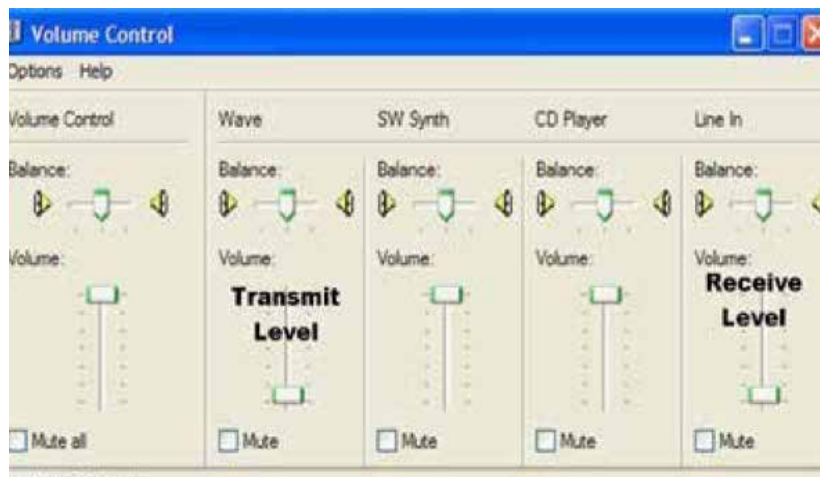 Volume Control
Options Help
Volume Control Wave SW Synth CD Player Line In
Balance: Balance: Balance: Balance: Balance:
Volume: Volume: Volume: Volume: Volume:
Transmit Receive
Level Level
Mute all Mute Mute Mute Mute